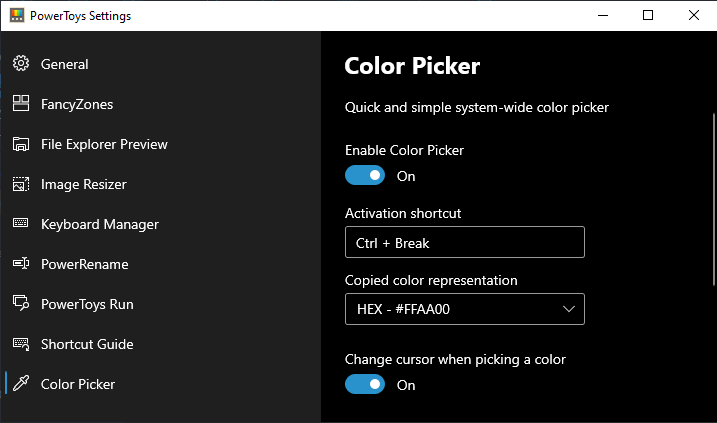 PowerToys Settings
General
FancyZones
File Explorer Preview
Image Resizer
Keyboard Manager
PowerRename
PowerToys Run
Shortcut Guide
Color Picker
Color Picker
Quick and simple system-wide color picker
Enable Color Picker
On
Activation shortcut
Ctrl + Break
Copied color representation
HEX - #FFAA00
Change cursor when picking a color
On